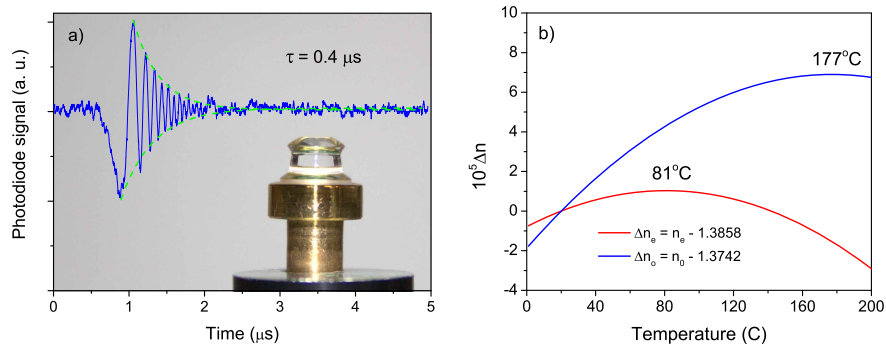 a)
τ = 0.4 μs
Photodiode signal (a. u.)
0
1
2
3
4
5
Time (μs)
b)
177°C
81°C
Δnₑ = nₑ - 1.3858
Δnₒ = n₀ - 1.3742
10⁵Δn
10
8
6
4
2
0
-2
-4
0
40
80
120
160
200
Temperature (C)